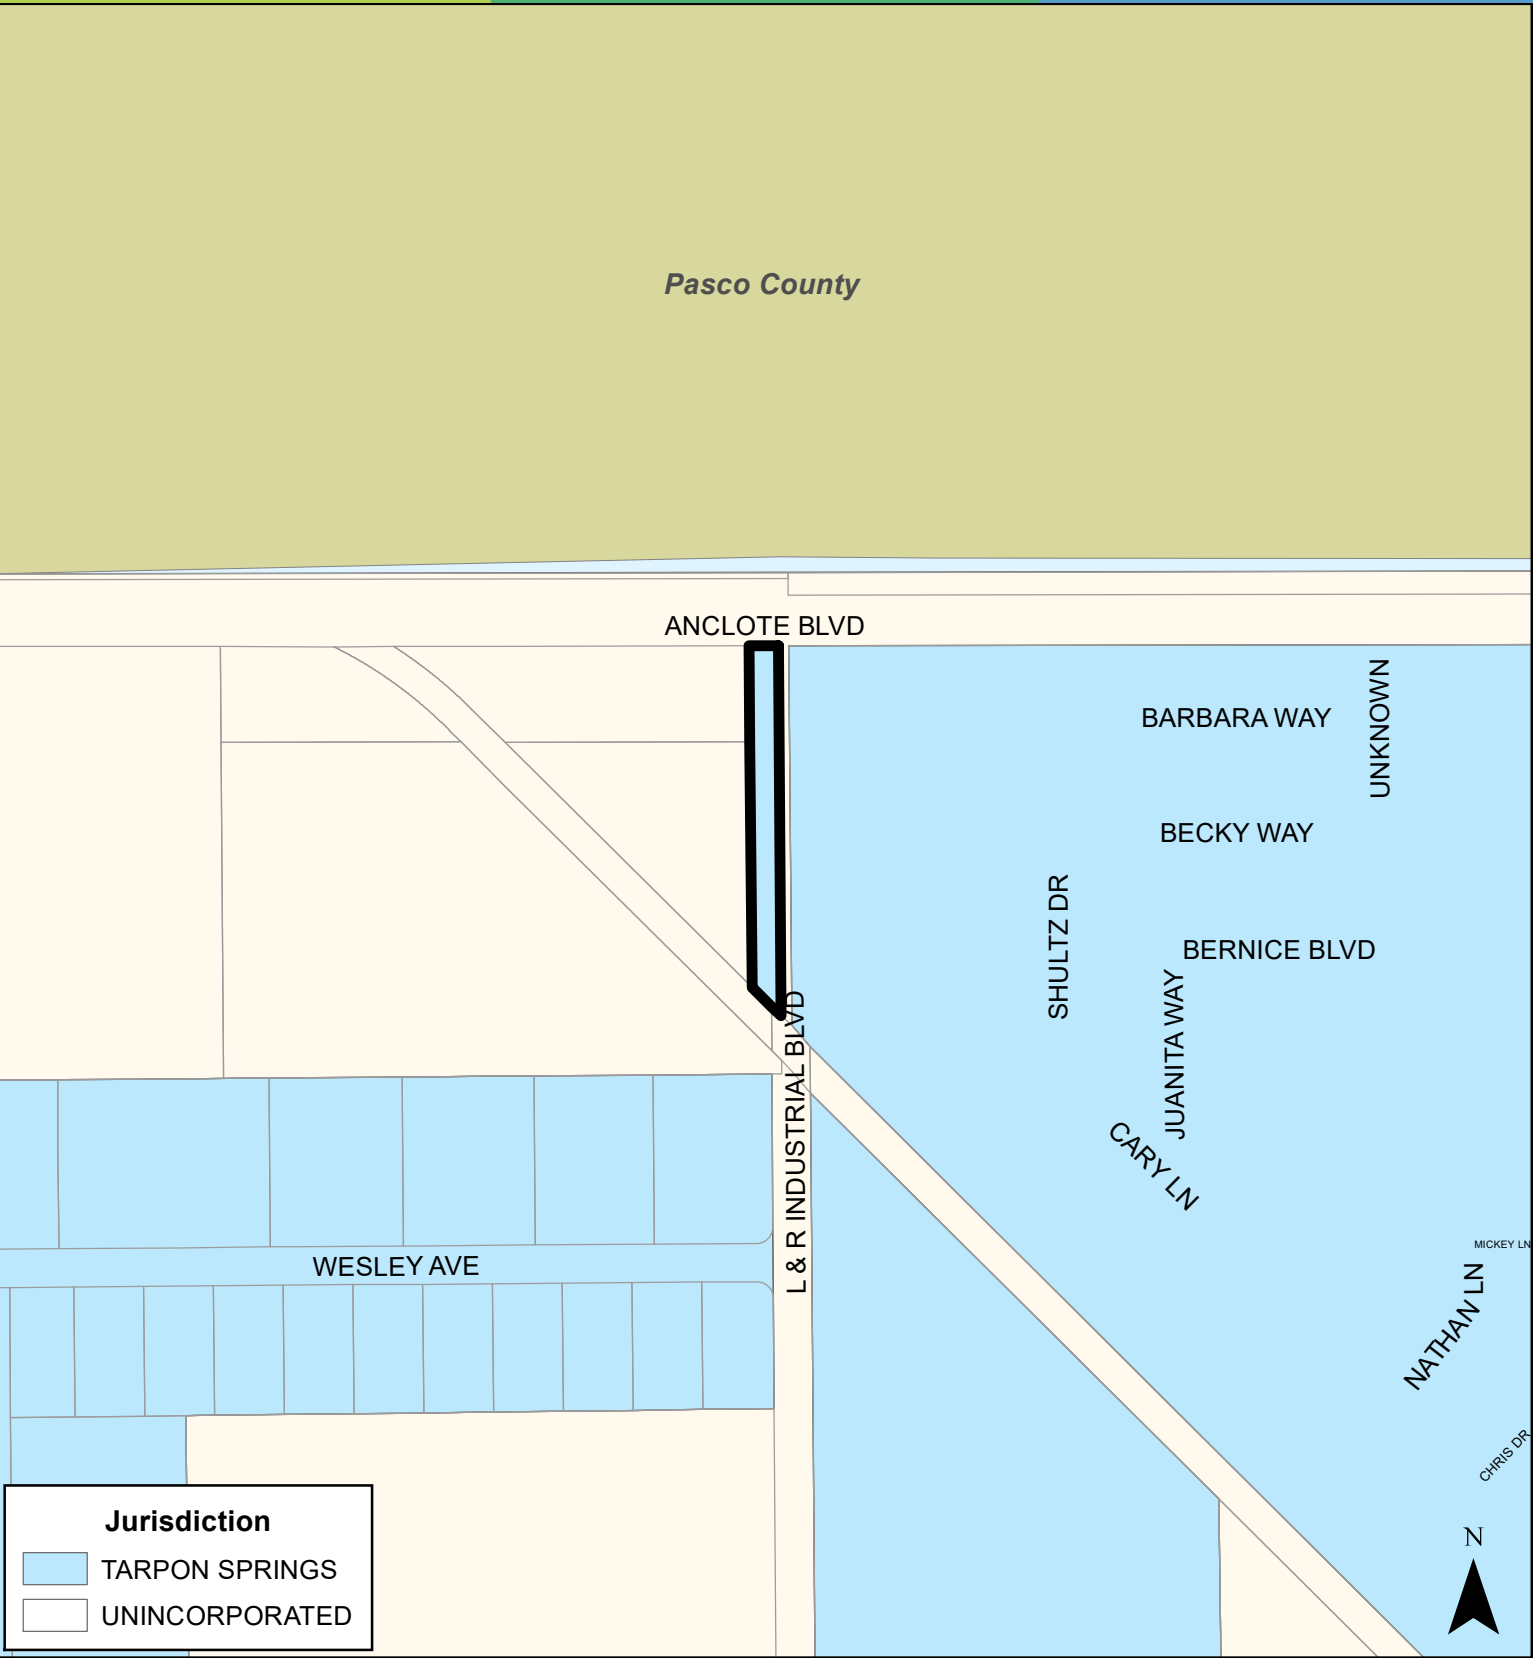 Pasco County
ANCLOTE BLVD
BARBARA WAY
UNKNOWN
BECKY WAY
SHULTZ DR
BERNICE BLVD
JUANITA WAY
L & R INDUSTRIAL BLVD
CARY LN
WESLEY AVE
MICKEY LN
NATHAN LN
CHRIS DR
Jurisdiction
TARPON SPRINGS
UNINCORPORATED
N